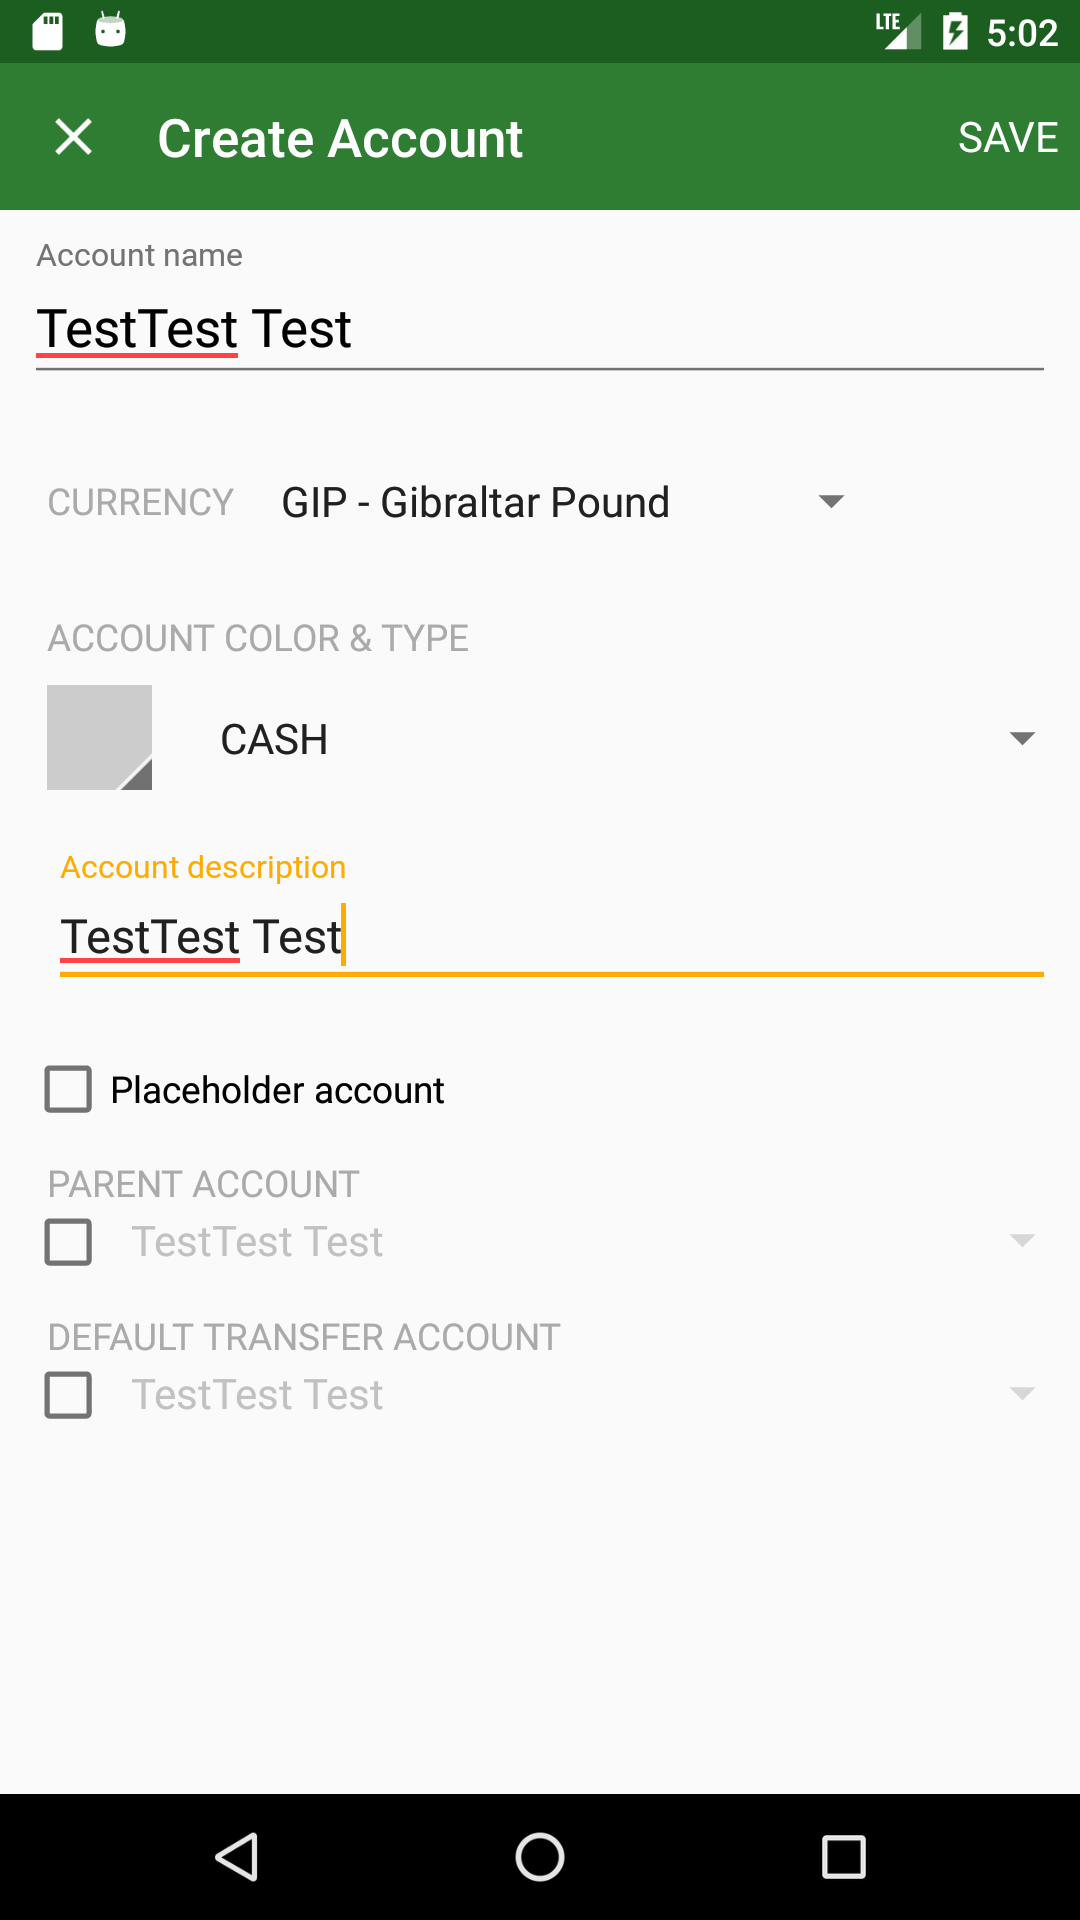 LTE 5:02
Create Account SAVE
Account name
TestTest Test
CURRENCY GIP - Gibraltar Pound
ACCOUNT COLOR & TYPE
CASH
Account description
TestTest Test
Placeholder account
PARENT ACCOUNT
TestTest Test
DEFAULT TRANSFER ACCOUNT
TestTest Test